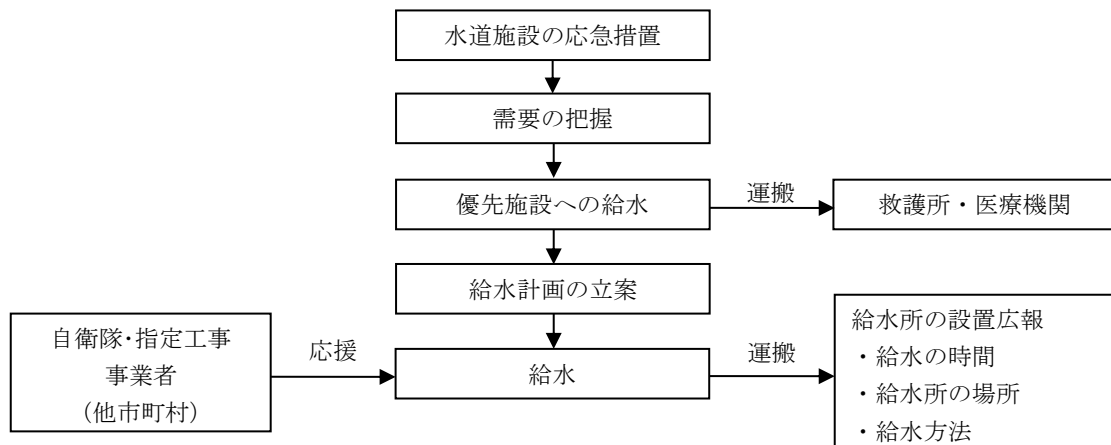 水道施設の応急措置
需要の把握
優先施設への給水
運搬
救護所・医療機関
給水計画の立案
自衛隊・指定工事
事業者
（他市町村）
応援
給水
運搬
給水所の設置広報
・給水の時間
・給水所の場所
・給水方法